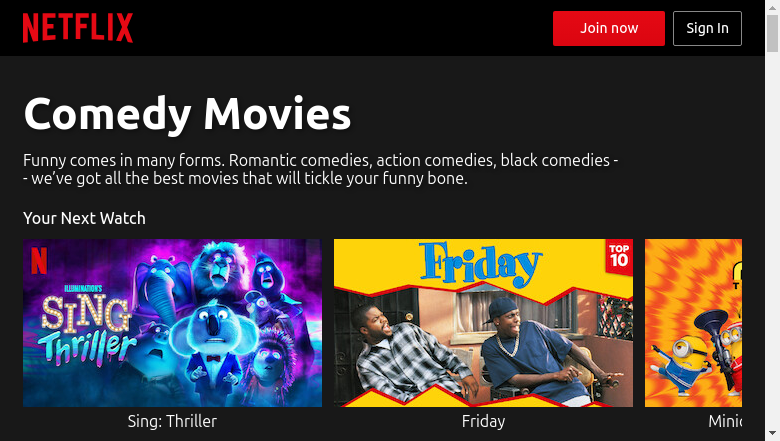 NETFLIX
Join now
Sign In
Comedy Movies
Funny comes in many forms. Romantic comedies, action comedies, black comedies -
- we’ve got all the best movies that will tickle your funny bone.
Your Next Watch
N
ILLUMINATION'S
SING
Thriller
Friday
TOP
10
Sing: Thriller
Friday
Minic